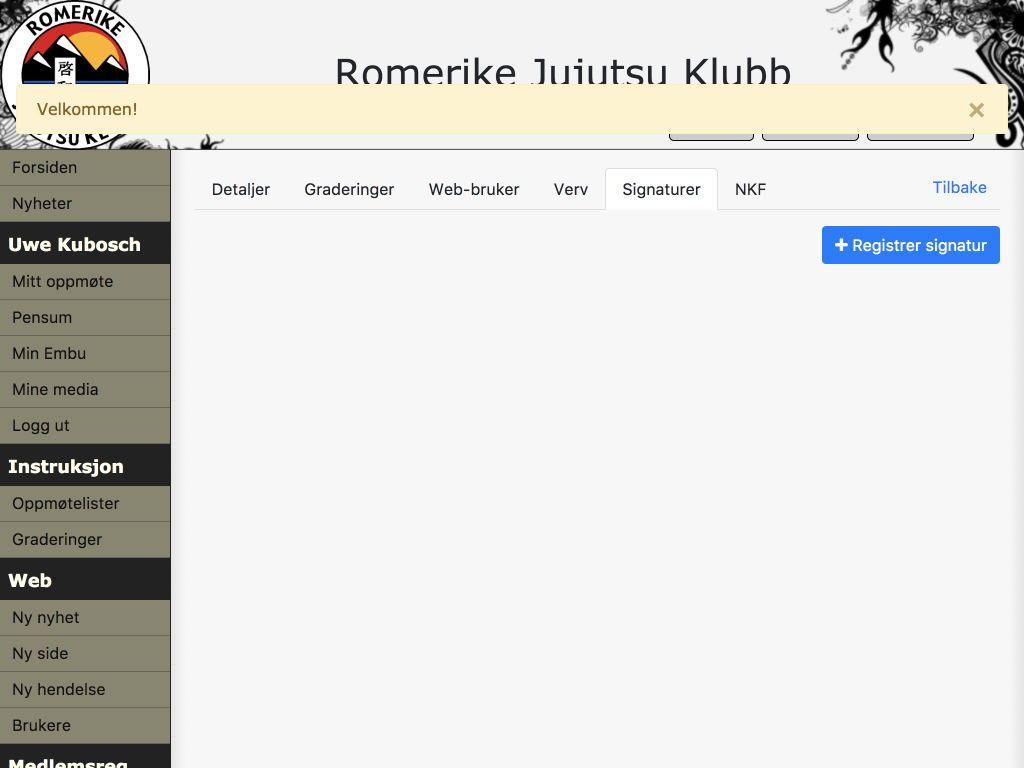 ROMERIKE
啓
Romerike Jujutsu Klubb
Velkommen!
×
Forsiden
Nyheter
Uwe Kubosch
Mitt oppmøte
Pensum
Min Embu
Mine media
Logg ut
Instruksjon
Oppmøtelister
Graderinger
Web
Ny nyhet
Ny side
Ny hendelse
Brukere
Medlemsreg
Detaljer Graderinger Web-bruker Verv Signaturer NKF Tilbake
+ Registrer signatur